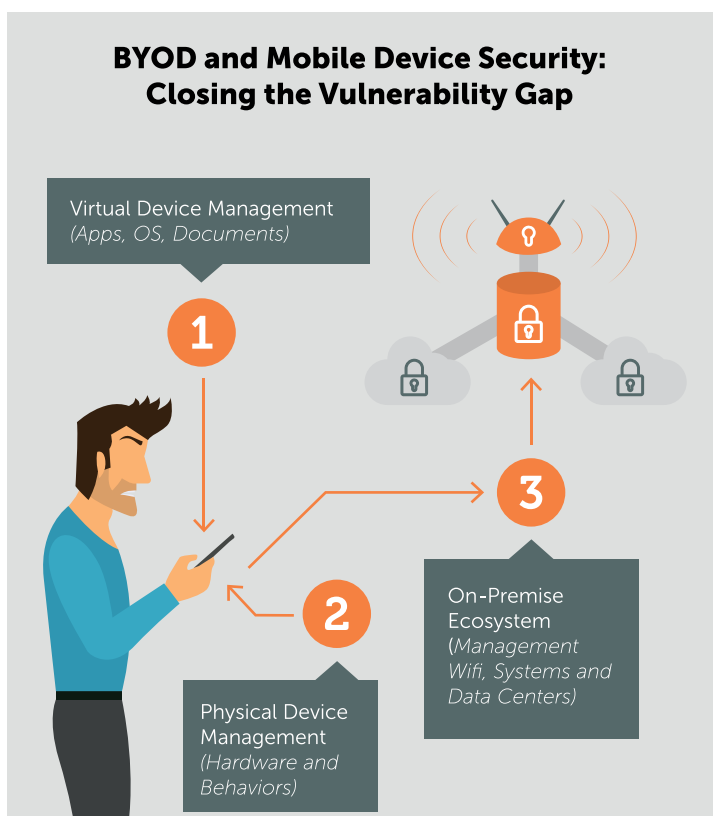 BYOD and Mobile Device Security:
Closing the Vulnerability Gap
Virtual Device Management
(Apps, OS, Documents)
1
2
Physical Device
Management
(Hardware and
Behaviors)
3
On-Premise
Ecosystem
(Management
Wifi, Systems and
Data Centers)